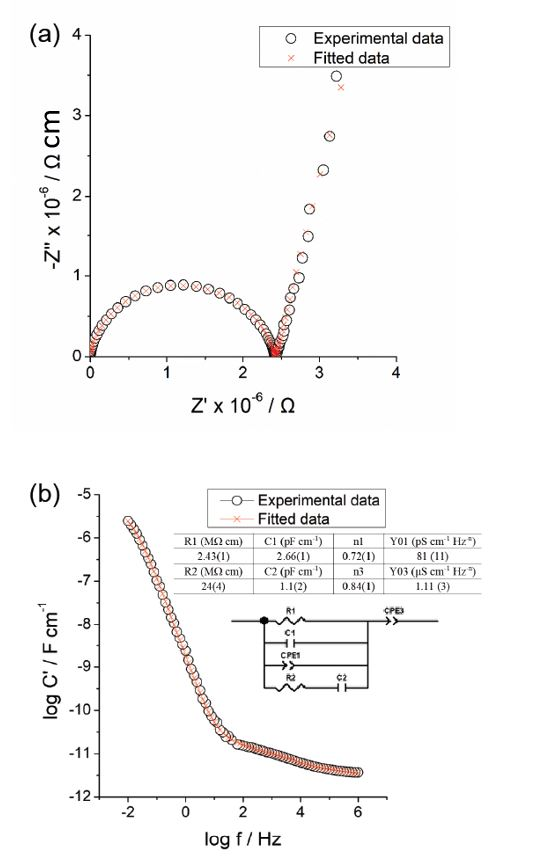 (a)
4
3
2
1
0
-Z'' x 10⁻⁶ / Ω cm
Experimental data
Fitted data
0 1 2 3 4
Z' x 10⁻⁶ / Ω
(b)
-5
-6
-7
-8
-9
-10
-11
-12
log C' / F cm⁻¹
Experimental data
Fitted data
R1 (MΩ cm) C1 (pF cm⁻¹) n1 Y01 (pS cm⁻¹ Hz⁻ⁿ)
2.43(1) 2.66(1) 0.72(1) 81 (11)
R2 (MΩ cm) C2 (pF cm⁻¹) n3 Y03 (μS cm⁻¹ Hz⁻ⁿ)
24(4) 1.1(2) 0.84(1) 1.11 (3)
R1 CPE3
C1
CPE1
R2 C2
-2 0 2 4 6
log f / Hz